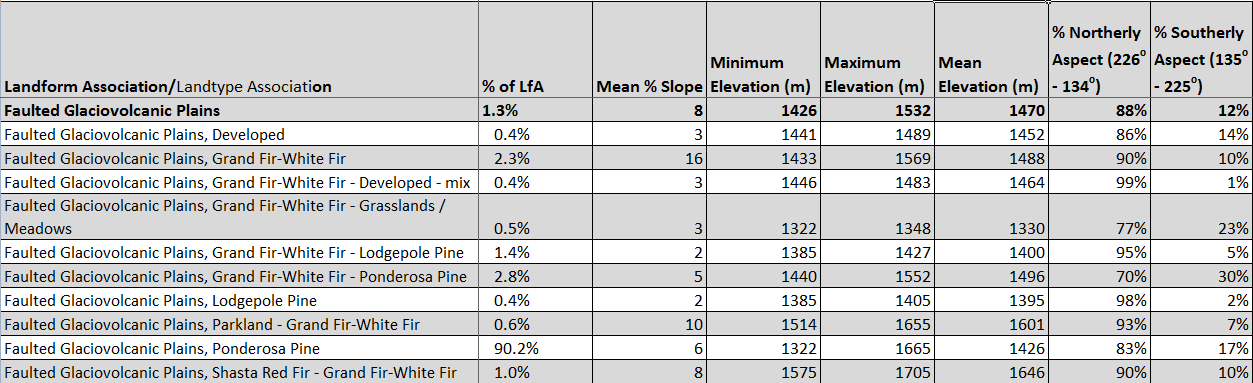 Landform Association/Landtype Association % of LfA Mean % Slope Minimum Elevation (m) Maximum Elevation (m) Mean Elevation (m) % Northerly Aspect (226o - 134o) % Southerly Aspect (135o - 225o)
Faulted Glaciovolcanic Plains 1.3% 8 1426 1532 1470 88% 12%
Faulted Glaciovolcanic Plains, Developed 0.4% 3 1441 1489 1452 86% 14%
Faulted Glaciovolcanic Plains, Grand Fir-White Fir 2.3% 16 1433 1569 1488 90% 10%
Faulted Glaciovolcanic Plains, Grand Fir-White Fir - Developed - mix 0.4% 3 1446 1483 1464 99% 1%
Faulted Glaciovolcanic Plains, Grand Fir-White Fir - Grasslands /
Meadows 0.5% 3 1322 1348 1330 77% 23%
Faulted Glaciovolcanic Plains, Grand Fir-White Fir - Lodgepole Pine 1.4% 2 1385 1427 1400 95% 5%
Faulted Glaciovolcanic Plains, Grand Fir-White Fir - Ponderosa Pine 2.8% 5 1440 1552 1496 70% 30%
Faulted Glaciovolcanic Plains, Lodgepole Pine 0.4% 2 1385 1405 1395 98% 2%
Faulted Glaciovolcanic Plains, Parkland - Grand Fir-White Fir 0.6% 10 1514 1655 1601 93% 7%
Faulted Glaciovolcanic Plains, Ponderosa Pine 90.2% 6 1322 1665 1426 83% 17%
Faulted Glaciovolcanic Plains, Shasta Red Fir - Grand Fir-White Fir 1.0% 8 1575 1705 1646 90% 10%